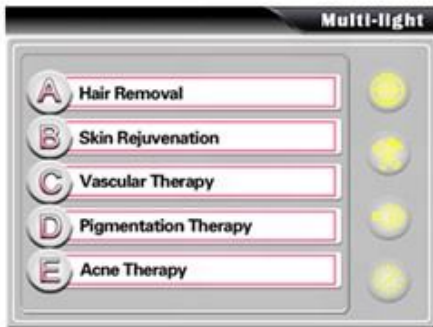 Multi-light
A Hair Removal
B Skin Rejuvenation
C Vascular Therapy
D Pigmentation Therapy
E Acne Therapy